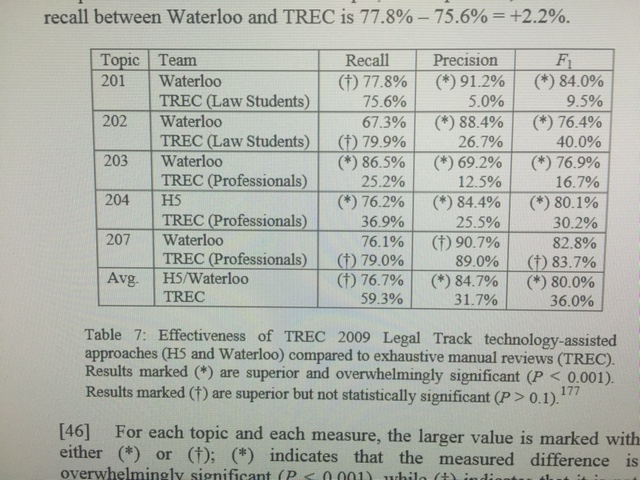 recall between Waterloo and TREC is 77.8% – 75.6% = +2.2%.
Topic Team Recall Precision F1
201 Waterloo (†) 77.8% (*) 91.2% (*) 84.0%
TREC (Law Students) 75.6% 5.0% 9.5%
202 Waterloo 67.3% (*) 88.4% (*) 76.4%
TREC (Law Students) (†) 79.9% 26.7% 40.0%
203 Waterloo (*) 86.5% (*) 69.2% (*) 76.9%
TREC (Professionals) 25.2% 12.5% 16.7%
204 H5 (*) 76.2% (*) 84.4% (*) 80.1%
TREC (Professionals) 36.9% 25.5% 30.2%
207 Waterloo 76.1% (†) 90.7% 82.8%
TREC (Professionals) (†) 79.0% 89.0% (†) 83.7%
Avg. H5/Waterloo (†) 76.7% (*) 84.7% (*) 80.0%
TREC 59.3% 31.7% 36.0%
Table 7: Effectiveness of TREC 2009 Legal Track technology-assisted
approaches (H5 and Waterloo) compared to exhaustive manual reviews (TREC).
Results marked (*) are superior and overwhelmingly significant (P < 0.001).
Results marked (†) are superior but not statistically significant (P > 0.1).177
[46] For each topic and each measure, the larger value is marked with
either (*) or (†); (*) indicates that the measured difference is
overwhelmingly significant (P < 0.001), while (†) indicates that it is